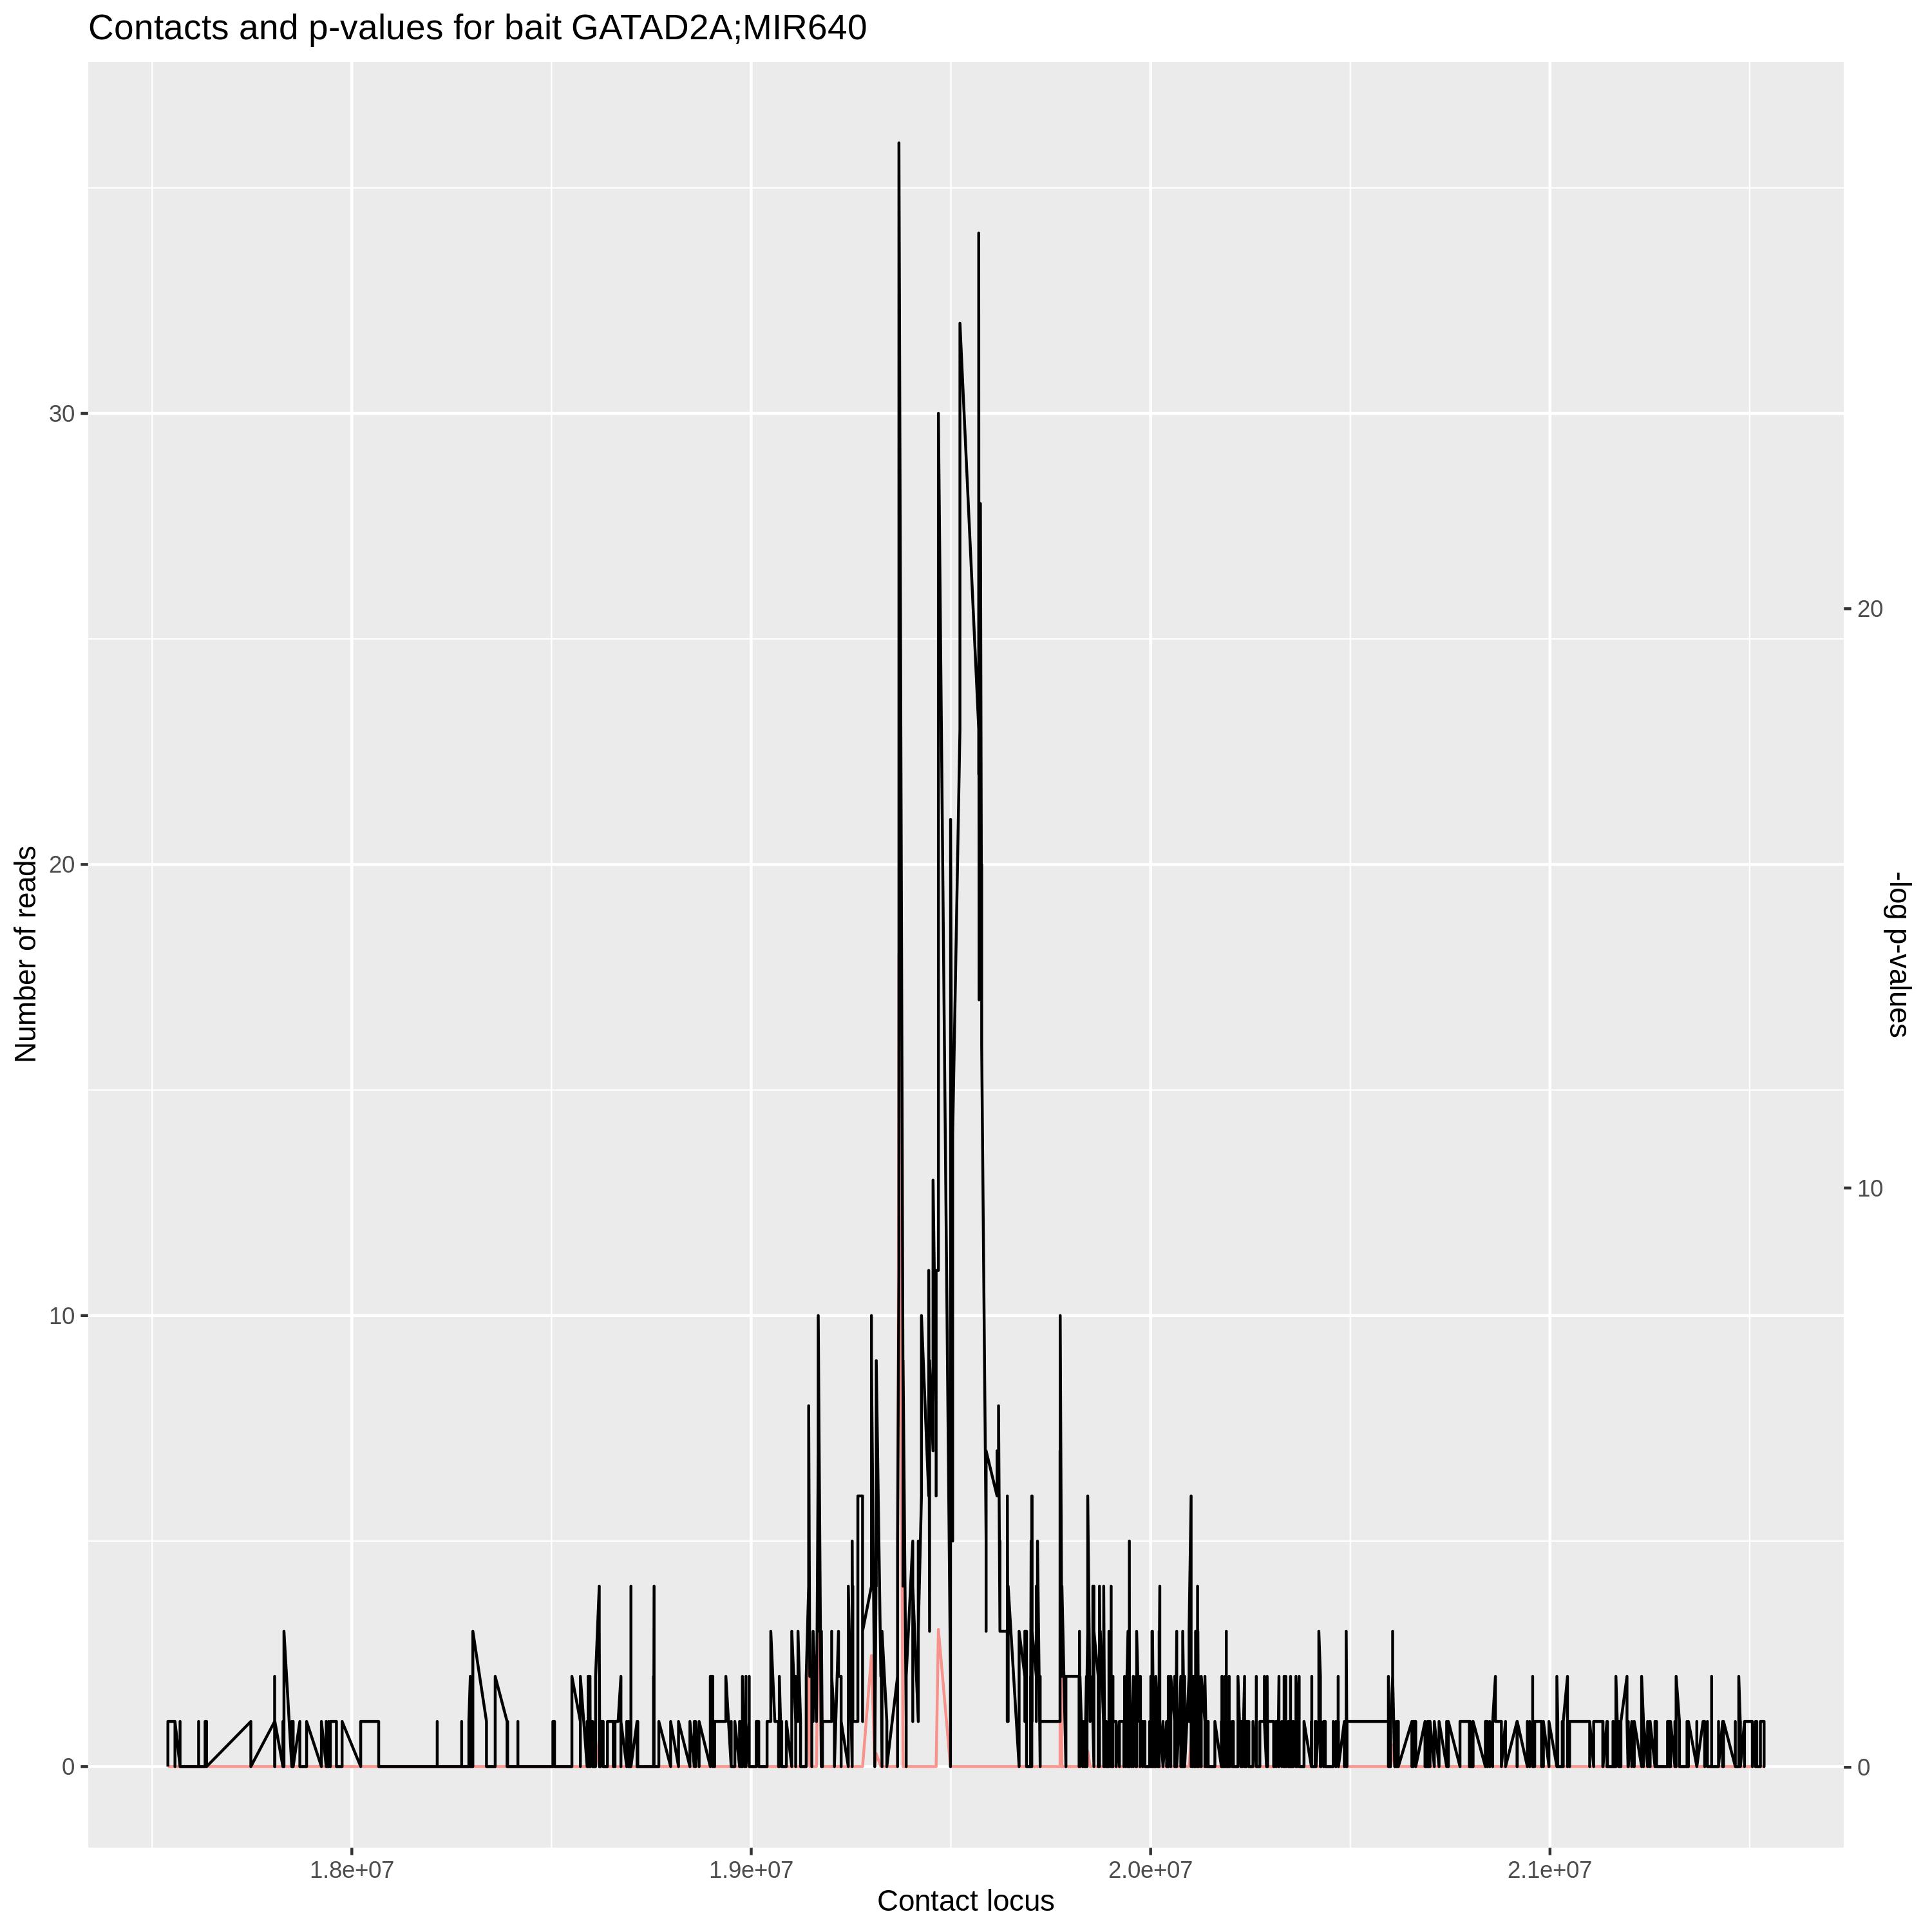 Contacts and p-values for bait GATAD2A;MIR640
Number of reads
30
20
10
0
-log p-values
20
10
0
1.8e+07
1.9e+07
2.0e+07
2.1e+07
Contact locus